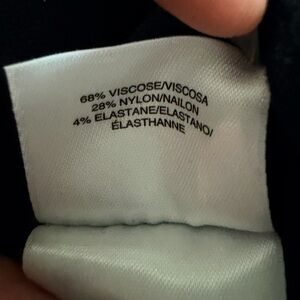 68% VISCOSE/VISCOSA
28% NYLON/NAILON
4% ELASTANE/ELASTANO/
ÉLASTHANNE